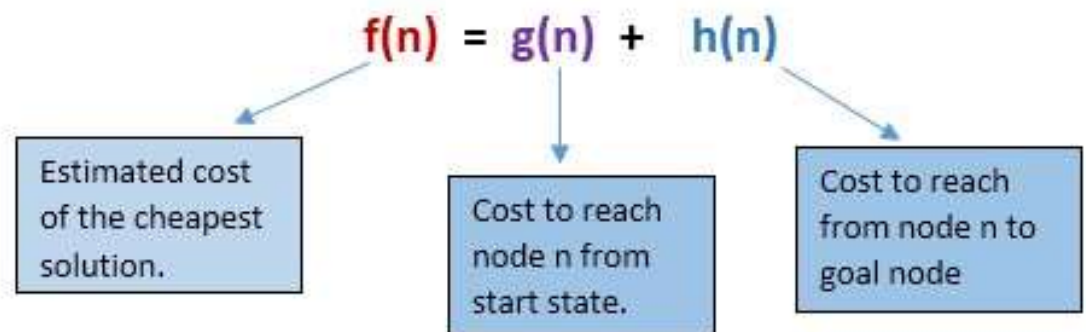 f(n) = g(n) + h(n)
Estimated cost
of the cheapest
solution.
Cost to reach
node n from
start state.
Cost to reach
from node n to
goal node